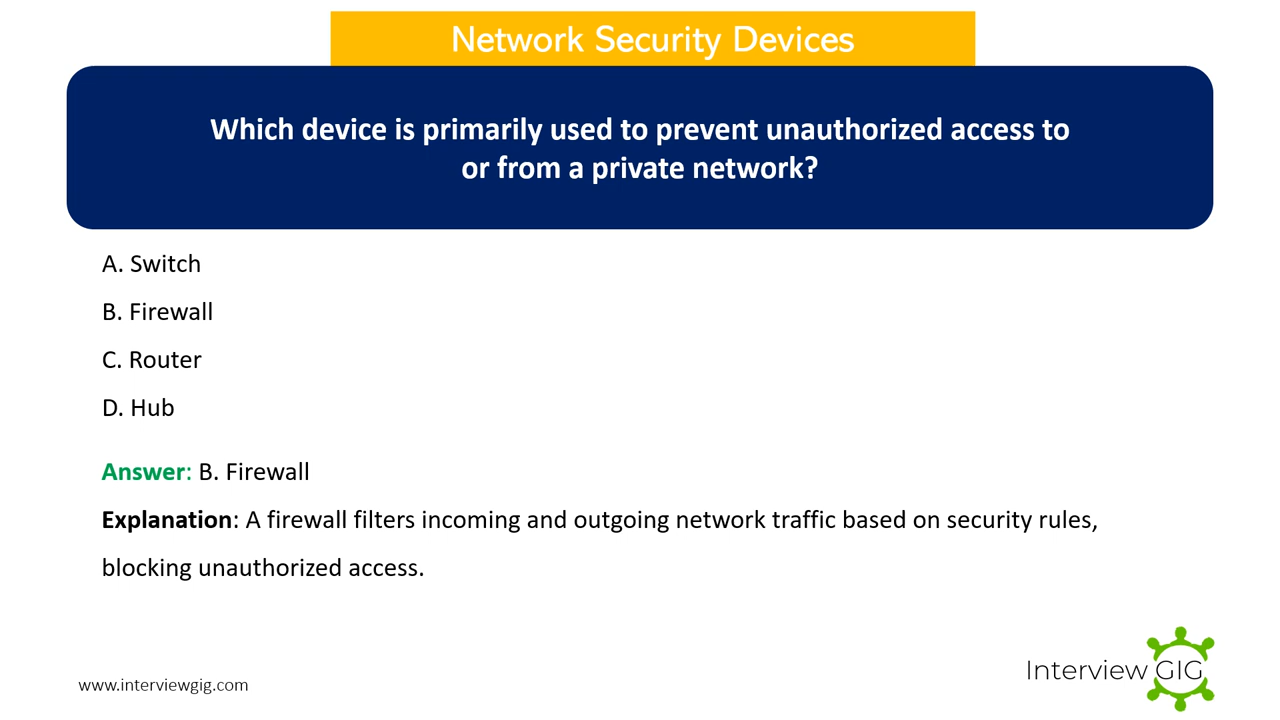 Network Security Devices
Which device is primarily used to prevent unauthorized access to
or from a private network?
A. Switch
B. Firewall
C. Router
D. Hub
Answer: B. Firewall
Explanation: A firewall filters incoming and outgoing network traffic based on security rules,
blocking unauthorized access.
www.interviewgig.com
Interview GIG